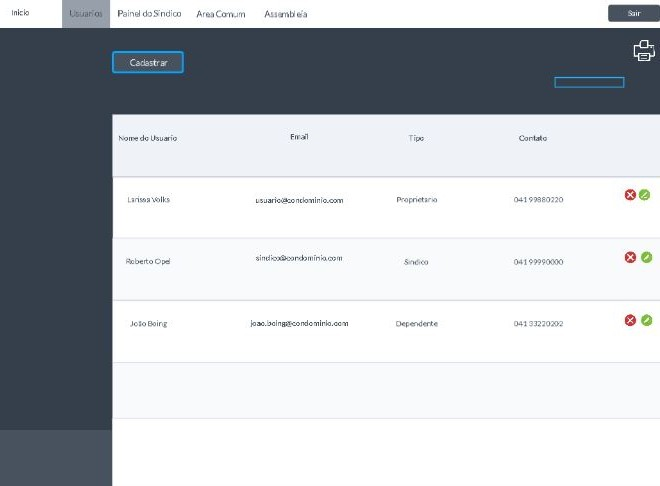 Inicio Usuarios Painel do Sindico Area Comum Assembleia Sair
Cadastrar
Nome do Usuario Email Tipo Contato
Larissa Volks usuario@condominio.com Proprietario 041 99880220
Roberto Opel sindico@condominio.com Sindico 041 99990000
João Boing joao.boing@condominio.com Dependente 041 33220202